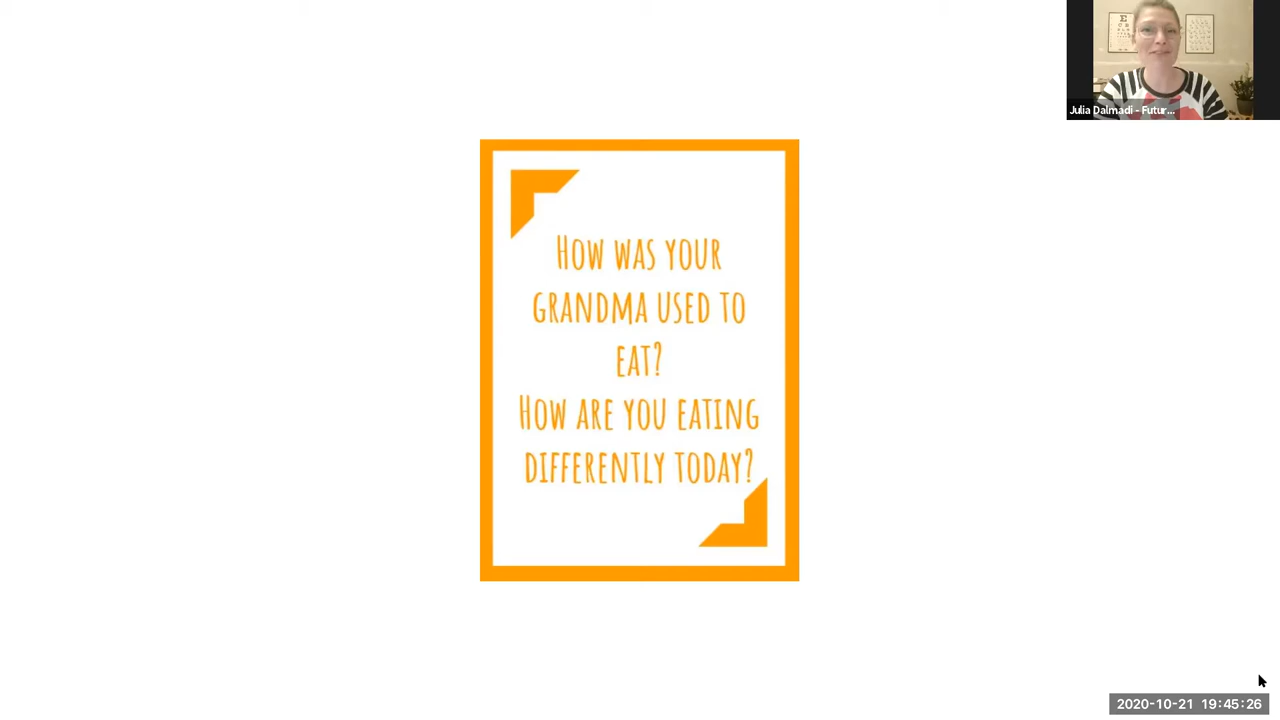 Julia Dalmadi - Futur...
How was your
grandma used to
eat?
How are you eating
differently today?
2020-10-21 19:45:26